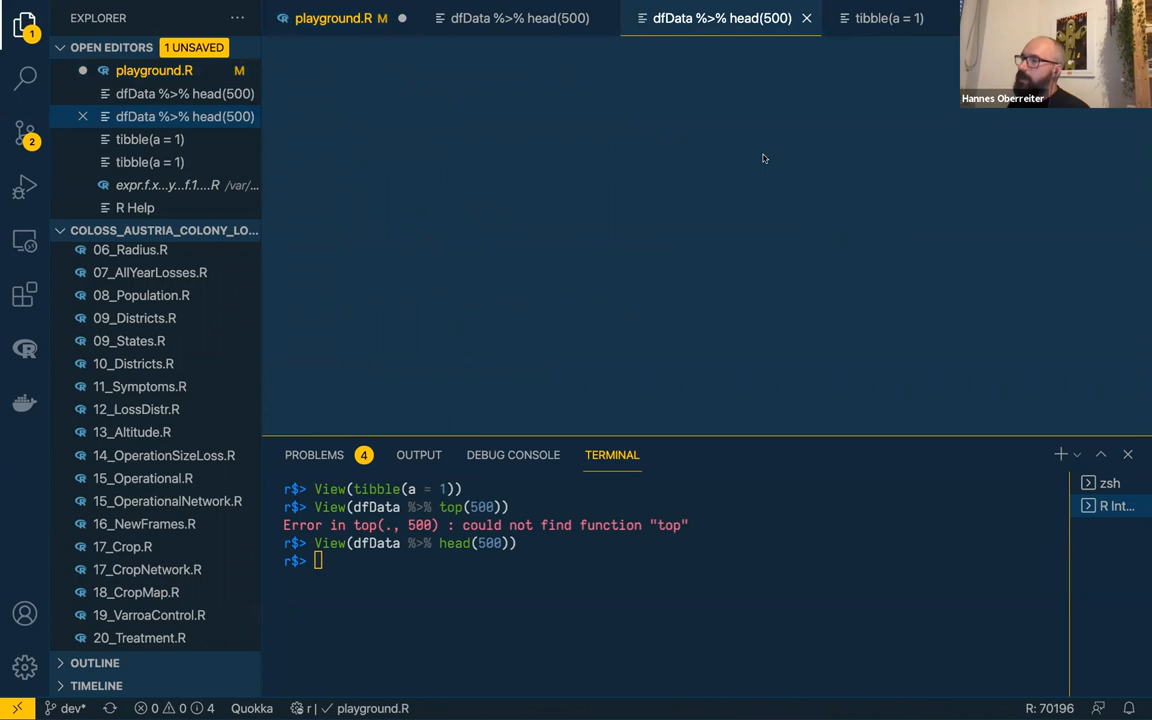 EXPLORER
OPEN EDITORS 1 UNSAVED
playground.R M
dfData %>% head(500)
dfData %>% head(500)
tibble(a = 1)
tibble(a = 1)
expr.f.x...y...f.1....R /var/...
R Help
COLOSS_AUSTRIA_COLONY_LO...
06_Radius.R
07_AllYearLosses.R
08_Population.R
09_Districts.R
09_States.R
10_Districts.R
11_Symptoms.R
12_LossDistr.R
13_Altitude.R
14_OperationSizeLoss.R
15_Operational.R
15_OperationalNetwork.R
16_NewFrames.R
17_Crop.R
17_CropNetwork.R
18_CropMap.R
19_VarroaControl.R
20_Treatment.R
OUTLINE
TIMELINE
1
2
playground.R M
dfData %>% head(500)
dfData %>% head(500)
tibble(a = 1)
Hannes Oberreiter
PROBLEMS 4 OUTPUT DEBUG CONSOLE TERMINAL
r$> View(tibble(a = 1))
r$> View(dfData %>% top(500))
Error in top(., 500) : could not find function "top"
r$> View(dfData %>% head(500))
r$>
zsh
R Int...
dev* 0 0 4 Quokka r | playground.R R: 70196